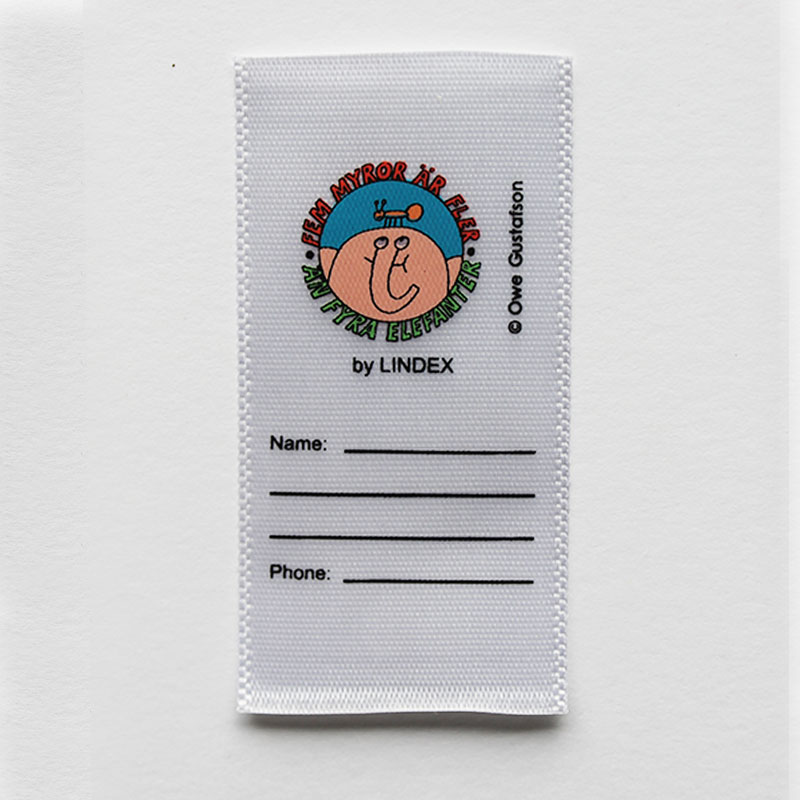 FEM MYROR ÄR FLER
ÄN FYRA ELEFANTER
© Owe Gustafson
by LINDEX
Name:
Phone: